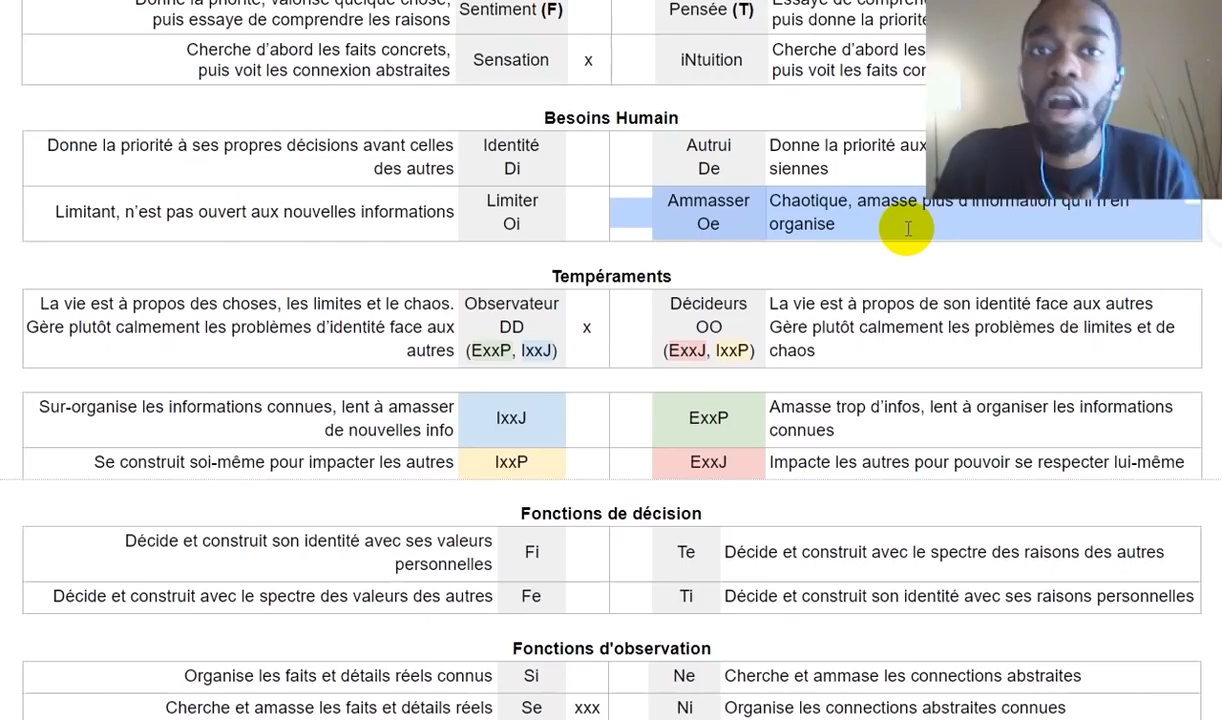 Donne la priorité, valorise quelque chose,
puis essaye de comprendre les raisons
Sentiment (F)
Pensée (T)
Essaye de
puis donne la priorité
Cherche d'abord les faits concrets,
puis voit les connexion abstraites
Sensation
x
iNtuition
Cherche d'abord les
puis voit les faits
Besoins Humain
Donne la priorité à ses propres décisions avant celles
des autres
Identité
Di
Autrui
De
Donne la priorité aux
siennes
Limitant, n'est pas ouvert aux nouvelles informations
Limiter
Oi
Ammasser
Oe
Chaotique, amasse plus d'information qu'il n'en
organise
Tempéraments
La vie est à propos des choses, les limites et le chaos.
Gère plutôt calmement les problèmes d'identité face aux
autres
Observateur
DD
(ExxP, IxxJ)
x
Décideurs
OO
(ExxJ, IxxP)
La vie est à propos de son identité face aux autres
Gère plutôt calmement les problèmes de limites et de
chaos
Sur-organise les informations connues, lent à amasser
de nouvelles info
IxxJ
ExxP
Amasse trop d'infos, lent à organiser les informations
connues
Se construit soi-même pour impacter les autres
IxxP
ExxJ
Impacte les autres pour pouvoir se respecter lui-même
Fonctions de décision
Décide et construit son identité avec ses valeurs
personnelles
Fi
Te
Décide et construit avec le spectre des raisons des autres
Décide et construit avec le spectre des valeurs des autres
Fe
Ti
Décide et construit son identité avec ses raisons personnelles
Fonctions d'observation
Organise les faits et détails réels connus
Si
Ne
Cherche et ammase les connections abstraites
Cherche et amasse les faits et détails réels
Se
xxx
Ni
Organise les connections abstraites connues